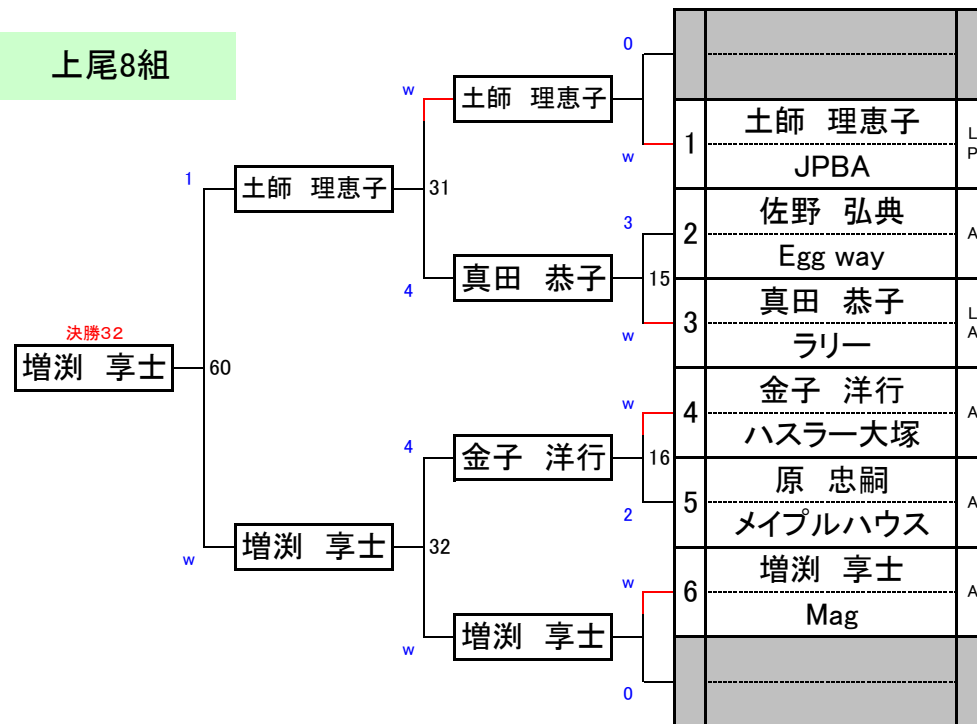 上尾8組
0
土師 理恵子
w
土師 理恵子
w
1
JPBA
L
P
1
土師 理恵子
31
3
2
佐野 弘典
Egg way
A
真田 恭子
15
4
w
3
真田 恭子
ラリー
L
A
決勝32
増渕 享士
60
w
4
金子 洋行
ハスラー大塚
A
4
金子 洋行
16
2
5
原 忠嗣
メイプルハウス
A
w
増渕 享士
32
w
6
増渕 享士
Mag
A
w
増渕 享士
0